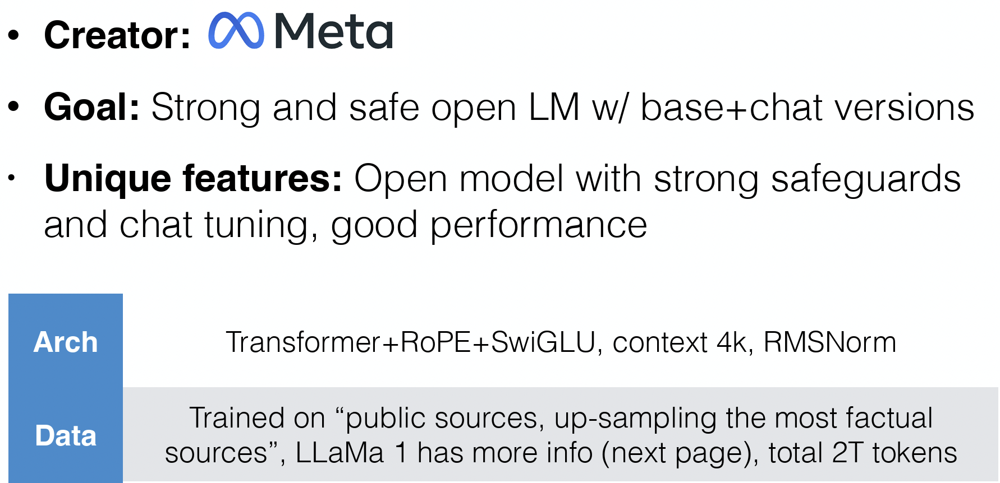 • Creator: Meta
• Goal: Strong and safe open LM w/ base+chat versions
• Unique features: Open model with strong safeguards
and chat tuning, good performance
Arch
Transformer+RoPE+SwiGLU, context 4k, RMSNorm
Data
Trained on “public sources, up-sampling the most factual
sources”, LLaMa 1 has more info (next page), total 2T tokens